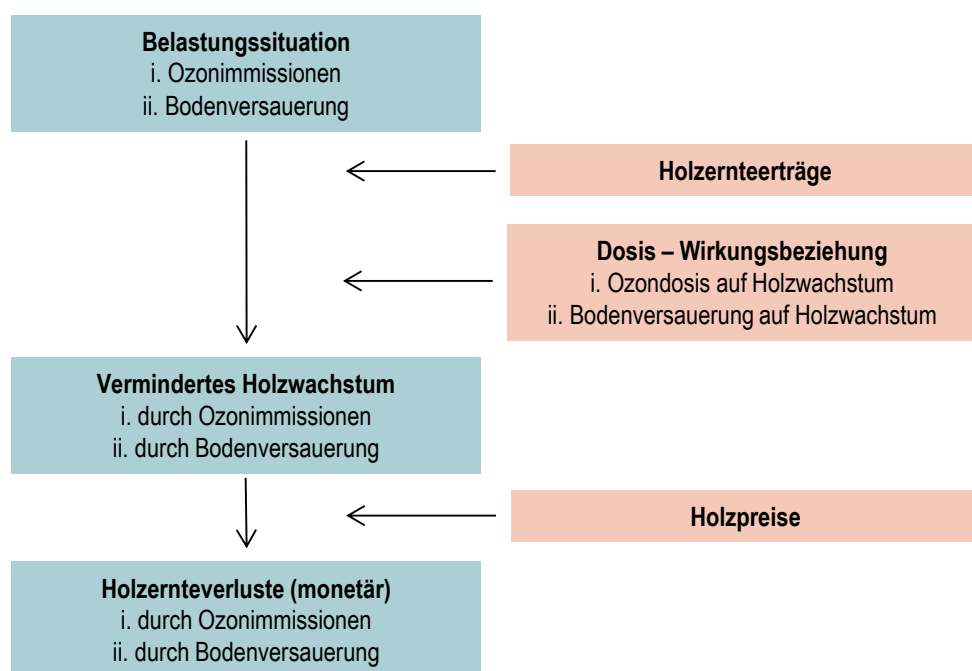 Belastungssituation
i. Ozonimmissionen
ii. Bodenversauerung
Holzernteerträge
Dosis – Wirkungsbeziehung
i. Ozondosis auf Holzwachstum
ii. Bodenversauerung auf Holzwachstum
Vermindertes Holzwachstum
i. durch Ozonimmissionen
ii. durch Bodenversauerung
Holzpreise
Holzernteverluste (monetär)
i. durch Ozonimmissionen
ii. durch Bodenversauerung